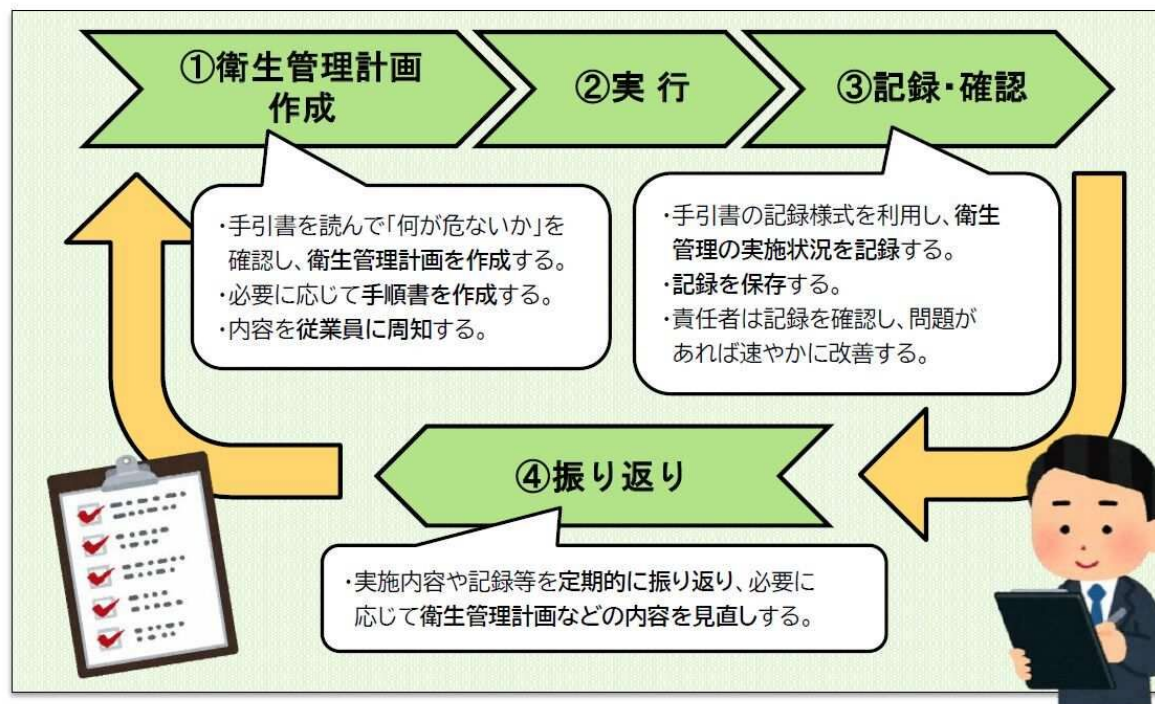 ①衛生管理計画
作成
②実 行
③記録・確認
・手引書を読んで「何が危ないか」を
確認し、衛生管理計画を作成する。
・必要に応じて手順書を作成する。
・内容を従業員に周知する。
・手引書の記録様式を利用し、衛生
管理の実施状況を記録する。
・記録を保存する。
・責任者は記録を確認し、問題が
あれば速やかに改善する。
④振り返り
・実施内容や記録等を定期的に振り返り、必要に
応じて衛生管理計画などの内容を見直しする。